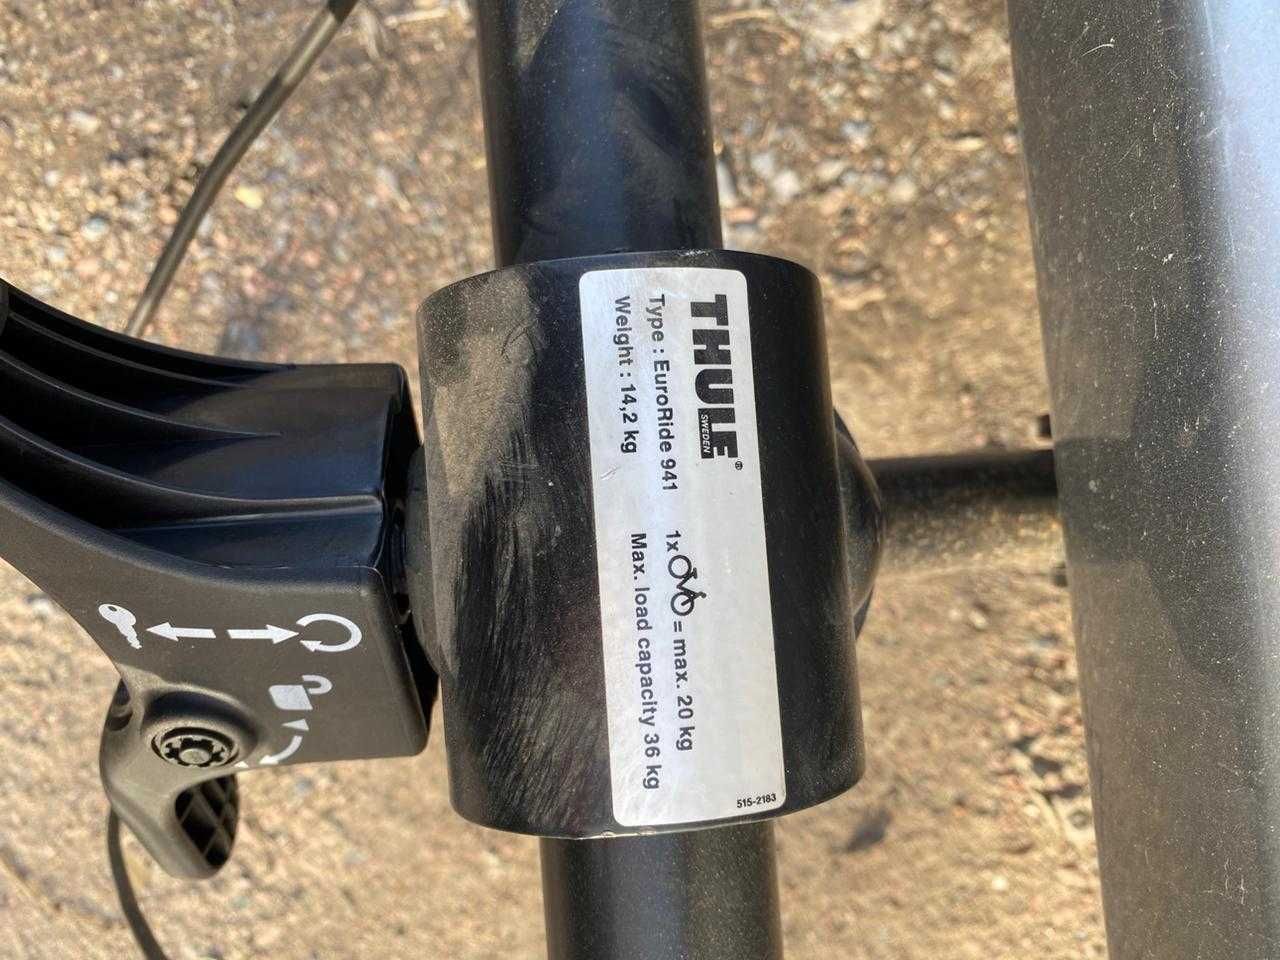 THULE
SWEDEN
®
Type : EuroRide 941
Weight : 14,2 kg
1x = max. 20 kg
Max. load capacity 36 kg
515-2183